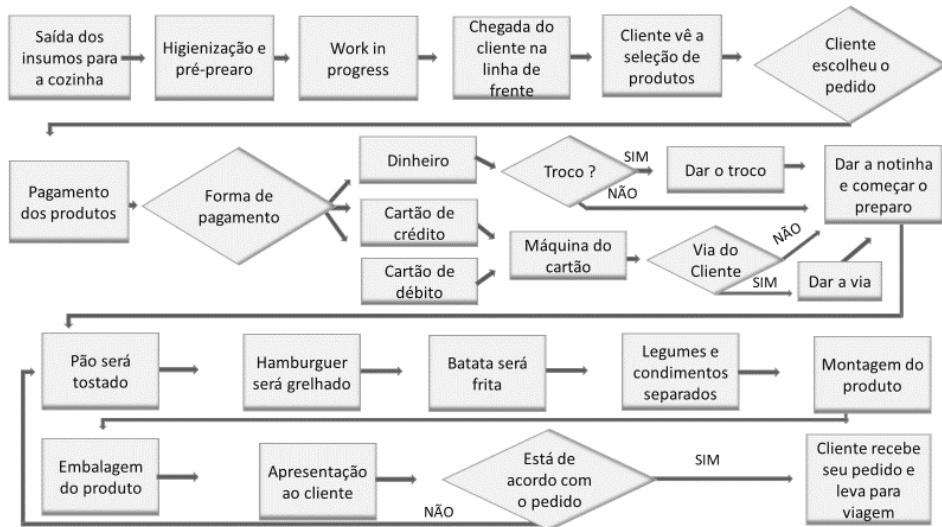 Saída dos
insumos para
a cozinha
Higienização e
pré-prearo
Work in
progress
Chegada do
cliente na
linha de
frente
Cliente vê a
seleção de
produtos
Cliente
escolheu o
pedido
Pagamento
dos produtos
Forma de
pagamento
Dinheiro
Cartão de
crédito
Cartão de
débito
Troco ?
SIM
NÃO
Dar o troco
Máquina do
cartão
Via do
Cliente
NÃO
SIM
Dar a via
Dar a notinha
e começar o
preparo
Pão será
tostado
Hamburguer
será grelhado
Batata será
frita
Legumes e
condimentos
separados
Montagem do
produto
Embalagem
do produto
Apresentação
ao cliente
Está de
acordo com
o pedido
NÃO
SIM
Cliente recebe
seu pedido e
leva para
viagem